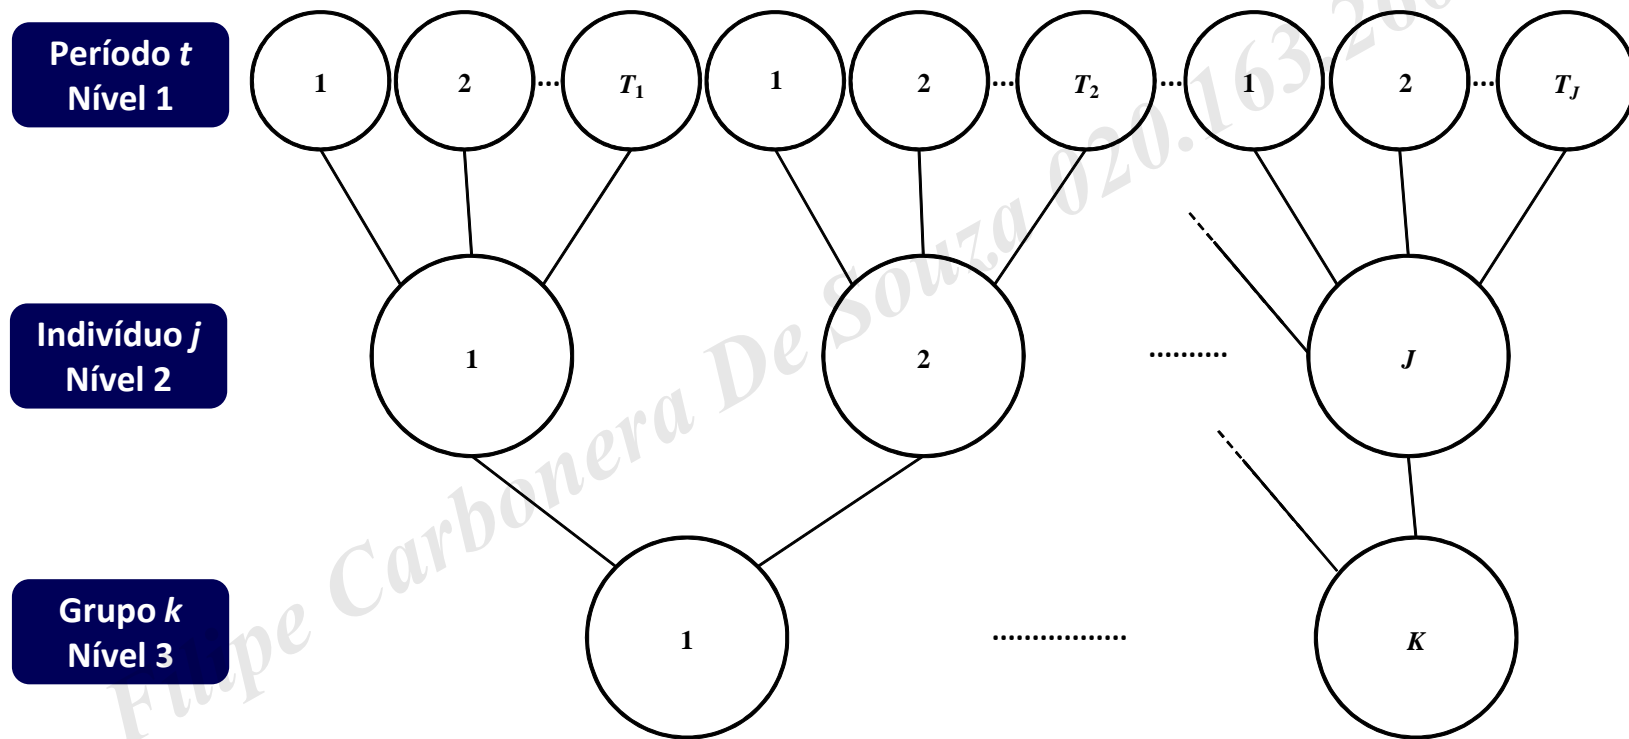 Período t
Nível 1
1 2 ... T1 1 2 ... T2 ... 1 2 ... TJ
Indivíduo j
Nível 2
1 2 .......... J
Grupo k
Nível 3
1 ................. K
Filipe Carbonera De Souza 020.163.260